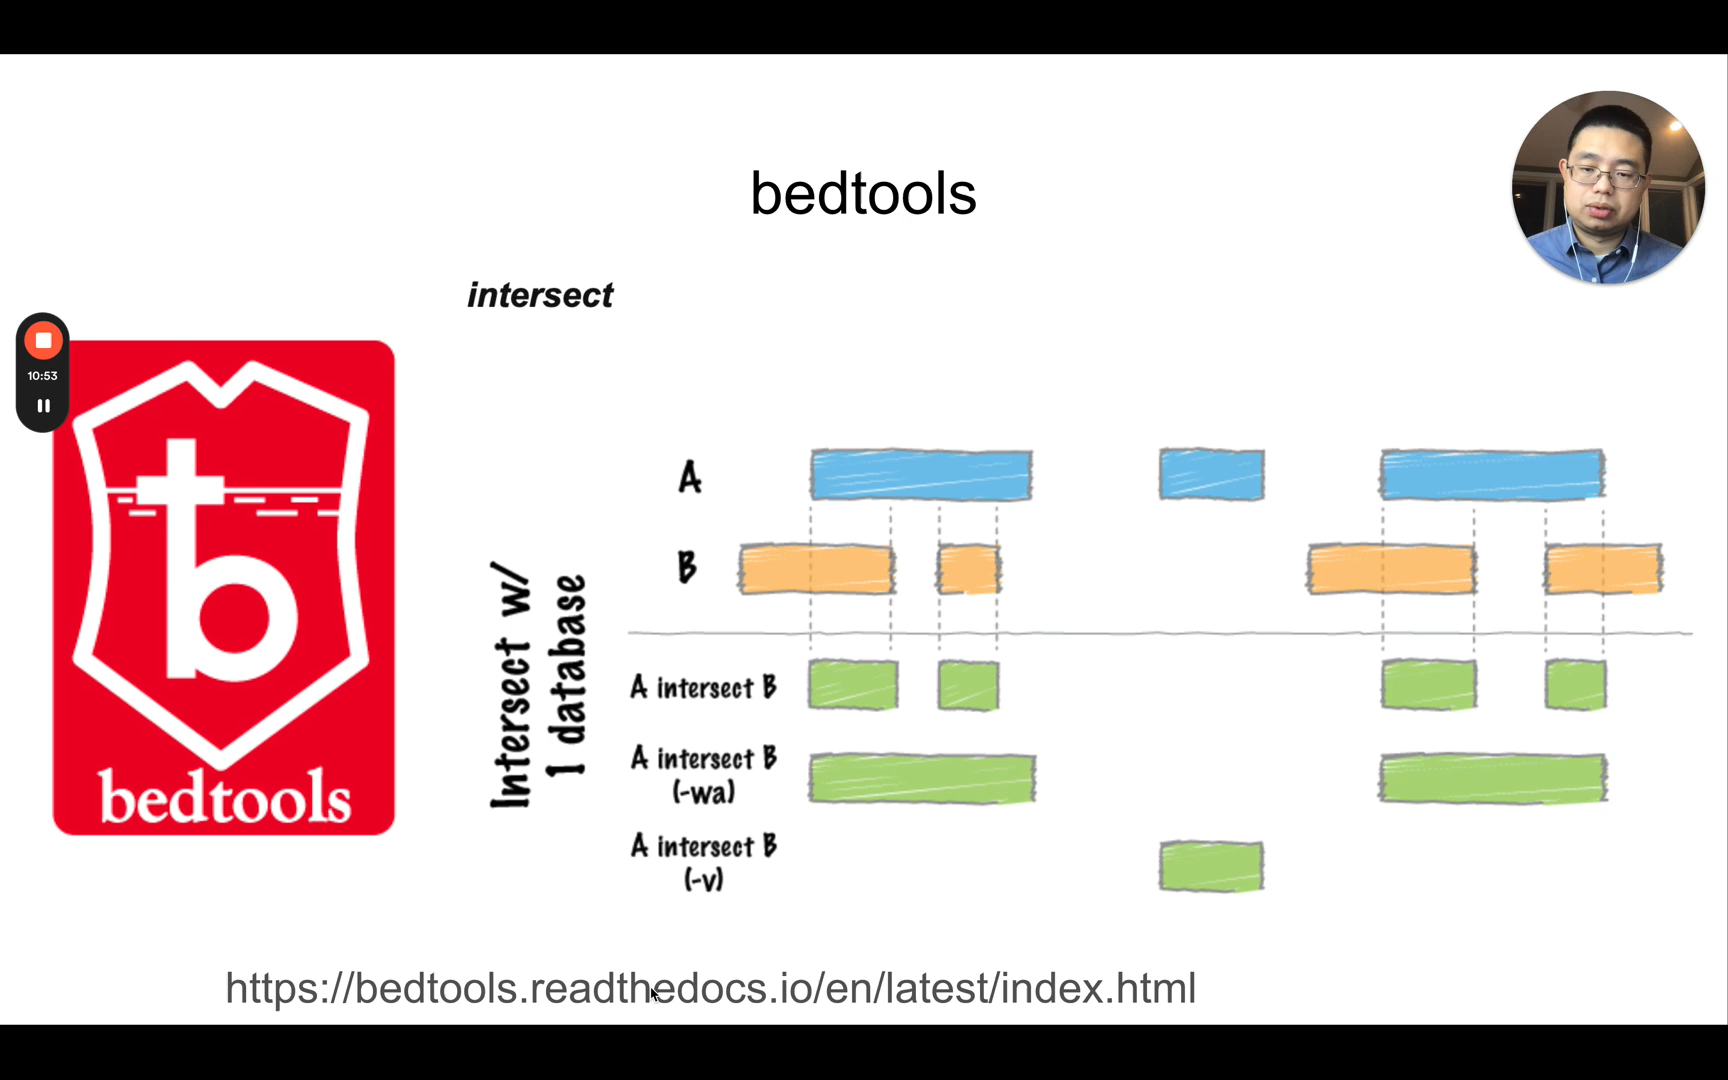 bedtools
intersect
10:53
bedtools
Intersect w/
1 database
A
B
A intersect B
A intersect B
(-wa)
A intersect B
(-v)
https://bedtools.readthedocs.io/en/latest/index.html